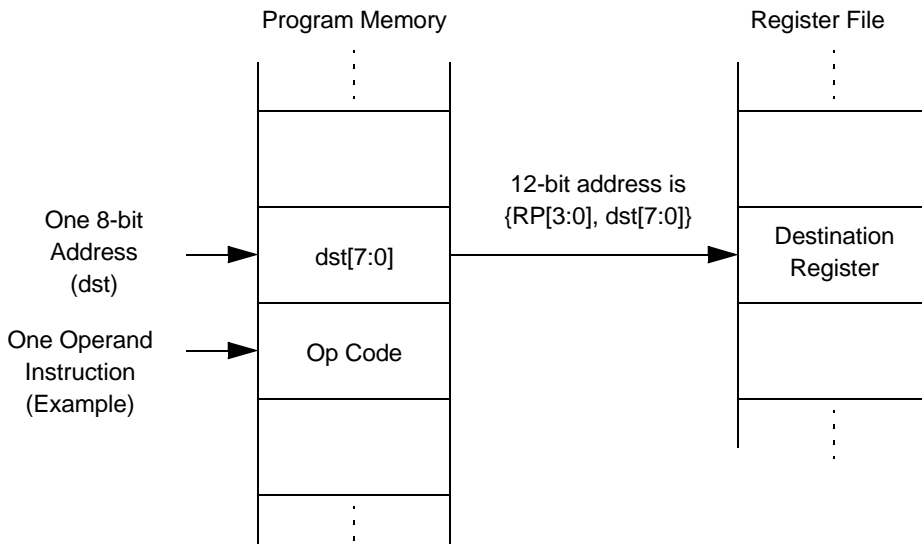 Program Memory
Register File
12-bit address is
{RP[3:0], dst[7:0]}
One 8-bit
Address
(dst)
dst[7:0]
Destination
Register
One Operand
Instruction
(Example)
Op Code